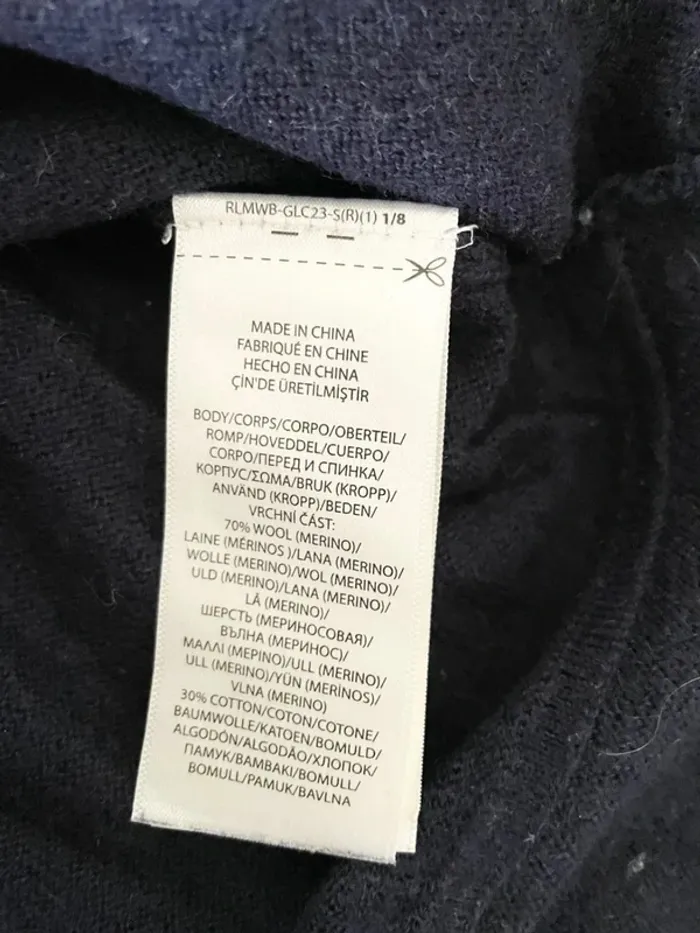 RLMWB-GLC23-S(R)(1) 1/8
MADE IN CHINA
FABRIQUÉ EN CHINE
HECHO EN CHINA
ÇİN'DE ÜRETİLMİŞTİR
BODY/CORPS/CORPO/OBERTEIL/
ROMP/HOVEDDEL/CUERPO/
CORPO/ПЕРЕД И СПИНКА/
КОРПУС/ΣΩΜΑ/BRUK (KROPP)/
ANVÄND (KROPP)/BEDEN/
VRCHNÍ ČÁST:
70% WOOL (MERINO)/
LAINE (MÉRINOS )/LANA (MERINO)/
WOLLE (MERINO)/WOL (MERINO)/
ULD (MERINO)/LANA (MERINO)/
LÃ (MERINO)/
ШЕРСТЬ (МЕРИНОСОВАЯ)/
ВЪЛНА (МЕРИНОС)/
ΜΑΛΛΙ (ΜΕΡΙΝΟ)/ULL (MERINO)/
ULL (MERINO)/YÜN (MERİNOS)/
VLNA (MERINO)
30% COTTON/COTON/COTONE/
BAUMWOLLE/KATOEN/BOMULD/
ALGODÓN/ALGODÃO/ХЛОПОК/
ПАМУК/ΒΑΜΒΑΚΙ/BOMULL/
BOMULL/PAMUK/BAVLNA